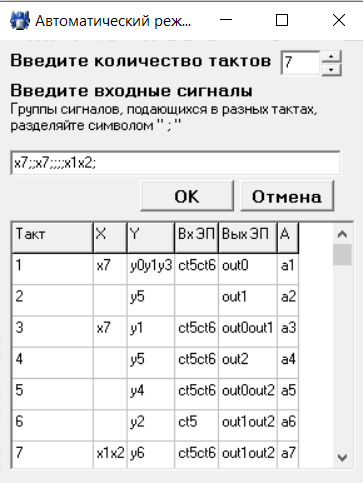 Автоматический реж...
Введите количество тактов 7
Введите входные сигналы
Группы сигналов, подающихся в разных тактах,
разделяйте символом " ; "
x7;;x7;;;;x1x2;
ОК Отмена
Такт X Y Вх ЭП Вых ЭП A
1 x7 y0y1y3 ct5ct6 out0 a1
2 y5 out1 a2
3 x7 y1 ct5ct6 out0out1 a3
4 y5 ct5ct6 out2 a4
5 y4 ct5ct6 out0out2 a5
6 y2 ct5 out1out2 a6
7 x1x2 y6 ct5ct6 out1out2 a7